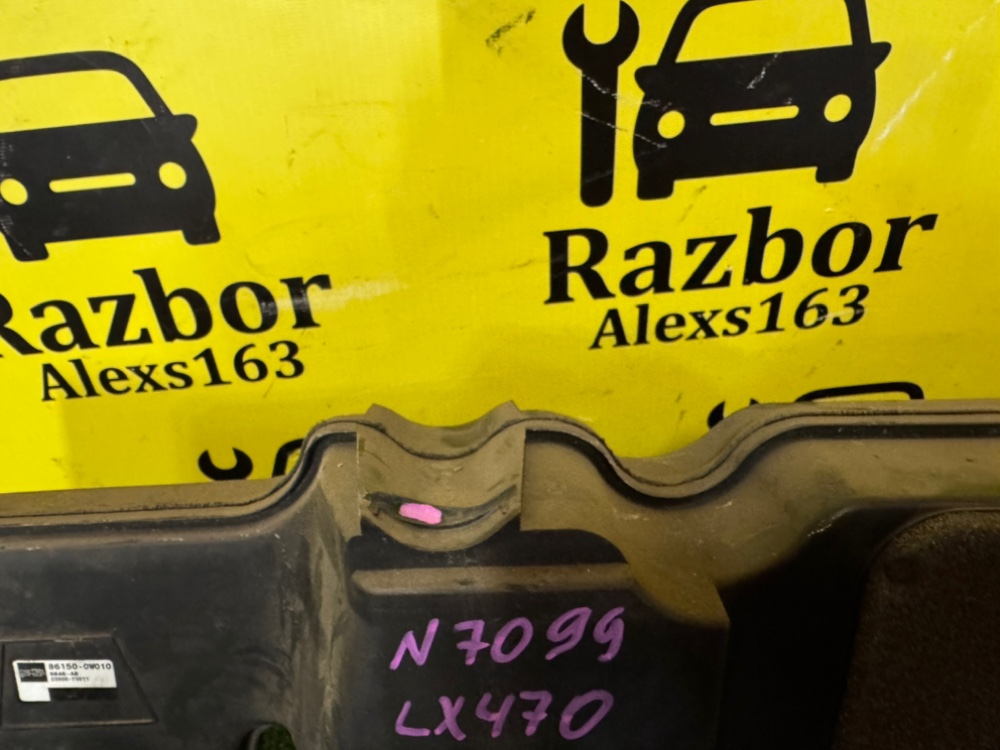 Razbor
Alexs163
Razbor
Alexs163
N7099
LX470
86150-0W010